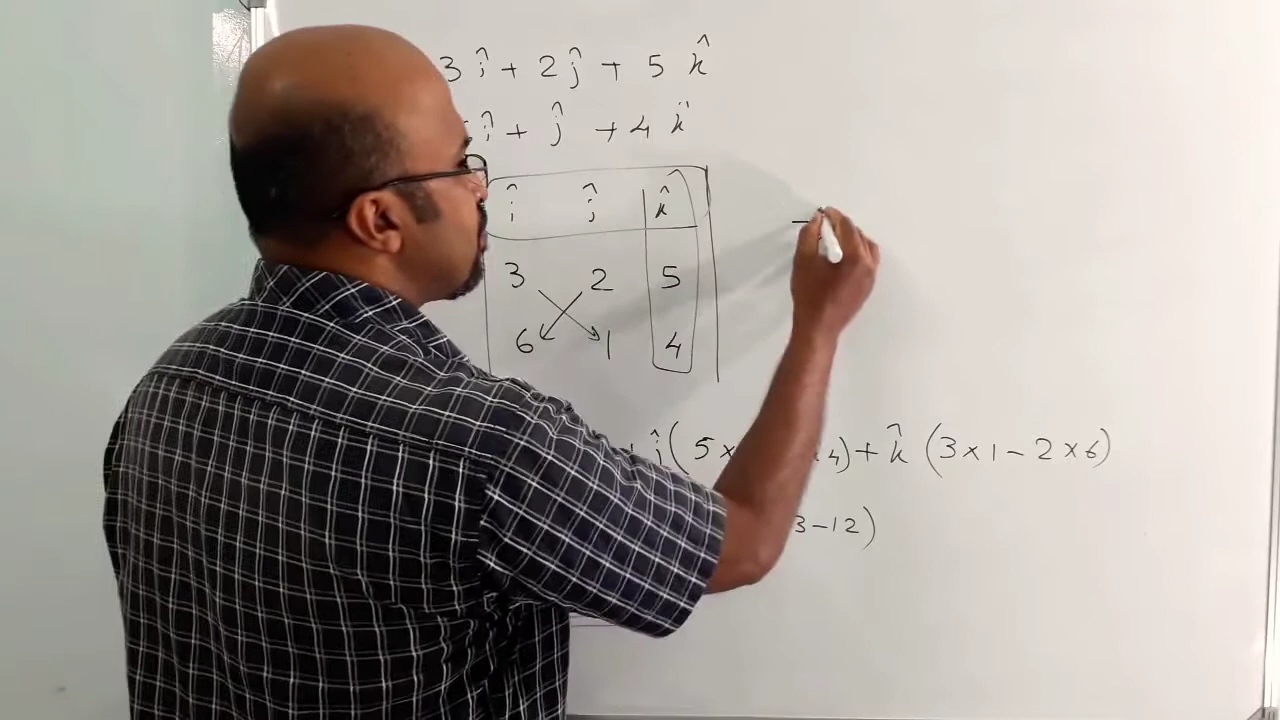 3 î + 2 ĵ + 5 k̂
î + ĵ + 4 k̂
î ĵ k̂
3 2 5
6 1 4
+ ĵ ( 5 × 4) + k̂ (3 × 1 − 2 × 6)
3 − 12)
−